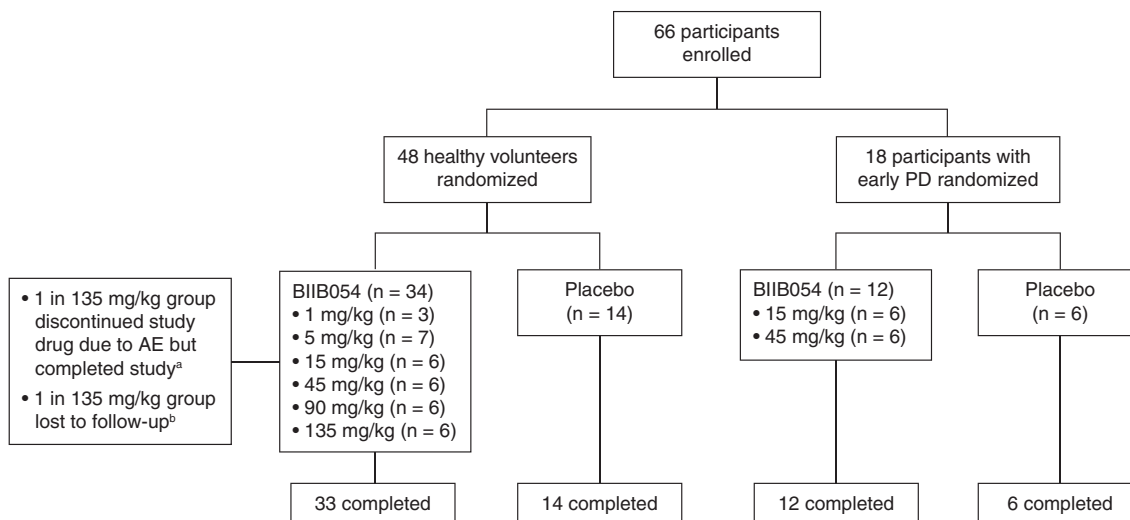 66 participants
enrolled
48 healthy volunteers
randomized
18 participants with
early PD randomized
• 1 in 135 mg/kg group
discontinued study
drug due to AE but
completed studyᵃ
• 1 in 135 mg/kg group
lost to follow-upᵇ
BIIB054 (n = 34)
• 1 mg/kg (n = 3)
• 5 mg/kg (n = 7)
• 15 mg/kg (n = 6)
• 45 mg/kg (n = 6)
• 90 mg/kg (n = 6)
• 135 mg/kg (n = 6)
Placebo
(n = 14)
BIIB054 (n = 12)
• 15 mg/kg (n = 6)
• 45 mg/kg (n = 6)
Placebo
(n = 6)
33 completed
14 completed
12 completed
6 completed